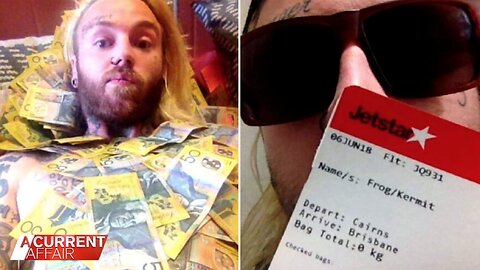 A CURRENT
AFFAIR
Jetstar
06JUN18 Flt: JQ931
Name/s: Frog/Kermit
Depart: Cairns
Arrive: Brisbane
Bag Total:0 kg
Checked bags: